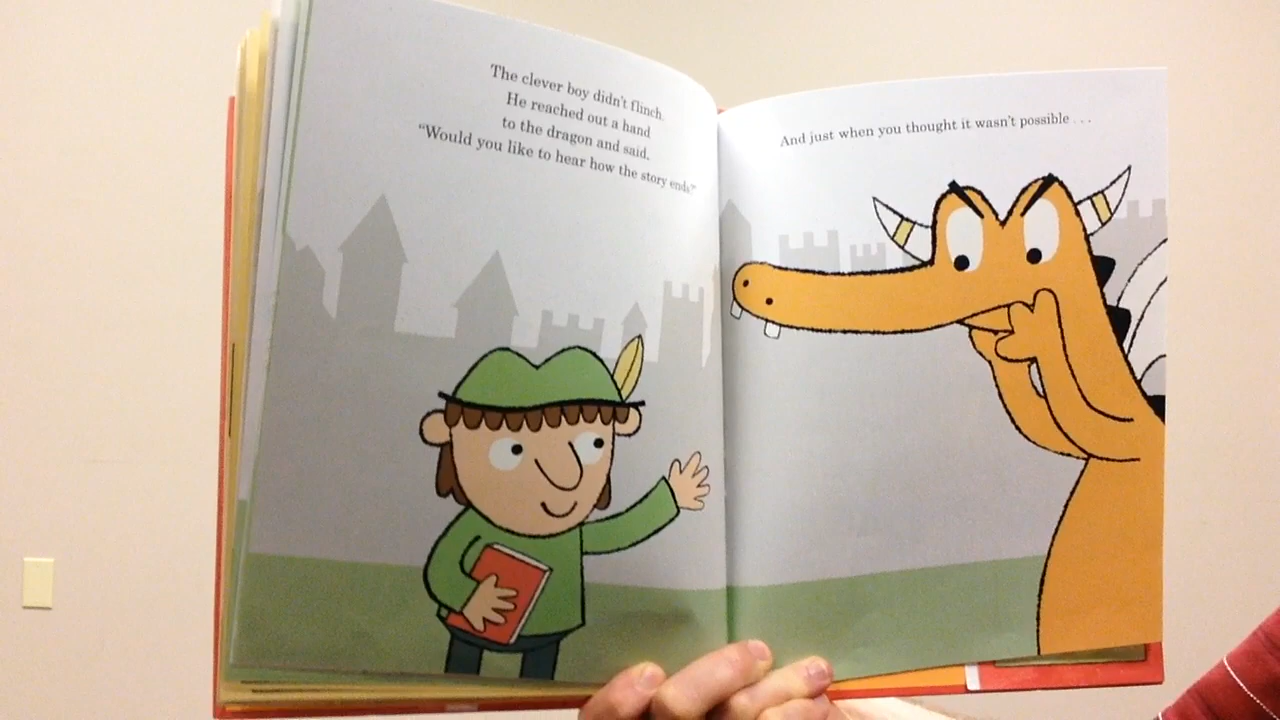 The clever boy didn't flinch.
He reached out a hand
to the dragon and said,
"Would you like to hear how the story ends?"
And just when you thought it wasn't possible . . .